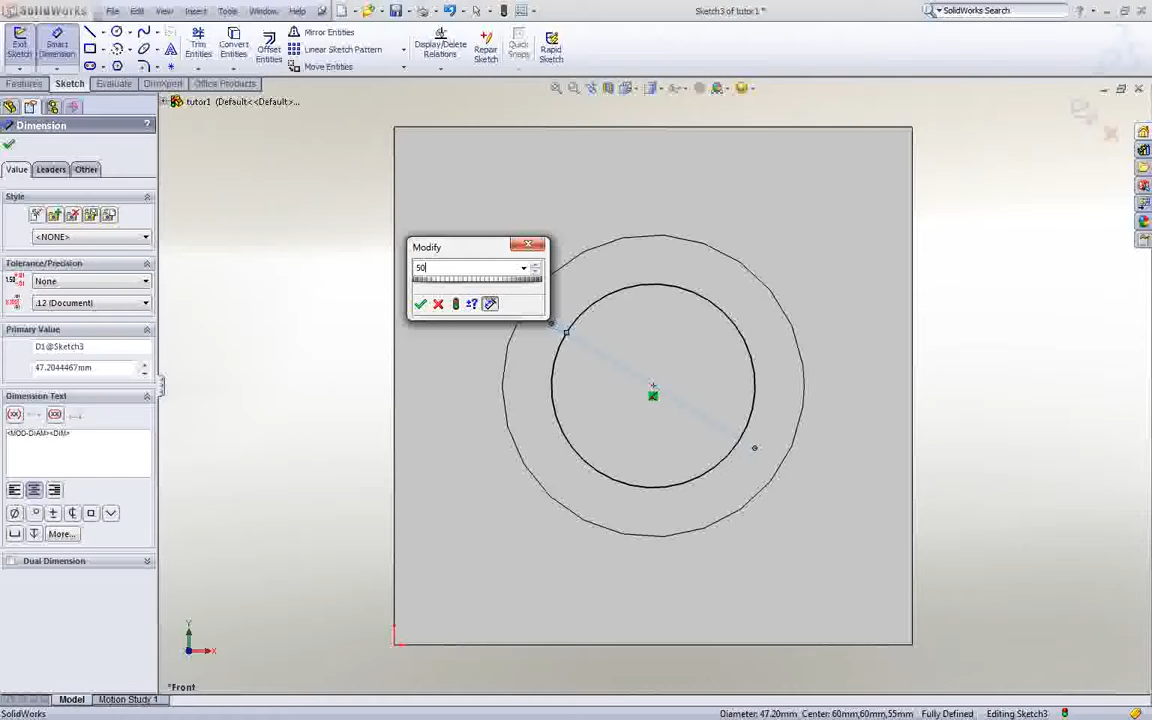 SolidWorks File Edit View Insert Tools Window Help Sketch3 of tutor1 * SolidWorks Search
Exit Sketch
Smart Dimension
Trim Entities
Convert Entities
Offset Entities
Mirror Entities
Linear Sketch Pattern
Move Entities
Display/Delete Relations
Repair Sketch
Quick Snaps
Rapid Sketch
Features Sketch Evaluate DimXpert Office Products
tutor1 (Default<<Default>...
Dimension ?
Value Leaders Other
Style
<NONE>
Tolerance/Precision
None
.12 (Document)
Primary Value
D1@Sketch3
47.2044467mm
Dimension Text
<MOD-DIAM><DIM>
More...
Dual Dimension
Modify
50
Y
X
*Front
Model Motion Study 1
SolidWorks Diameter: 47.20mm Center: 60mm,60mm,55mm Fully Defined Editing Sketch3